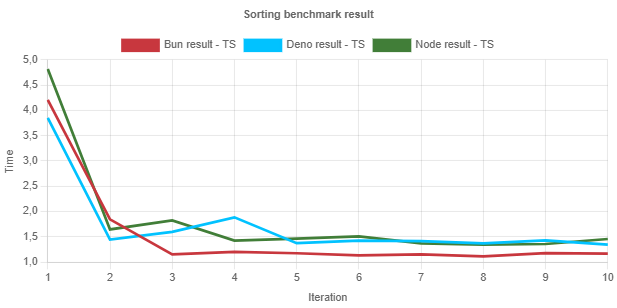 Sorting benchmark result
Bun result - TS Deno result - TS Node result - TS
5,0
4,5
4,0
3,5
3,0
2,5
2,0
1,5
1,0
Time
1 2 3 4 5 6 7 8 9 10
Iteration